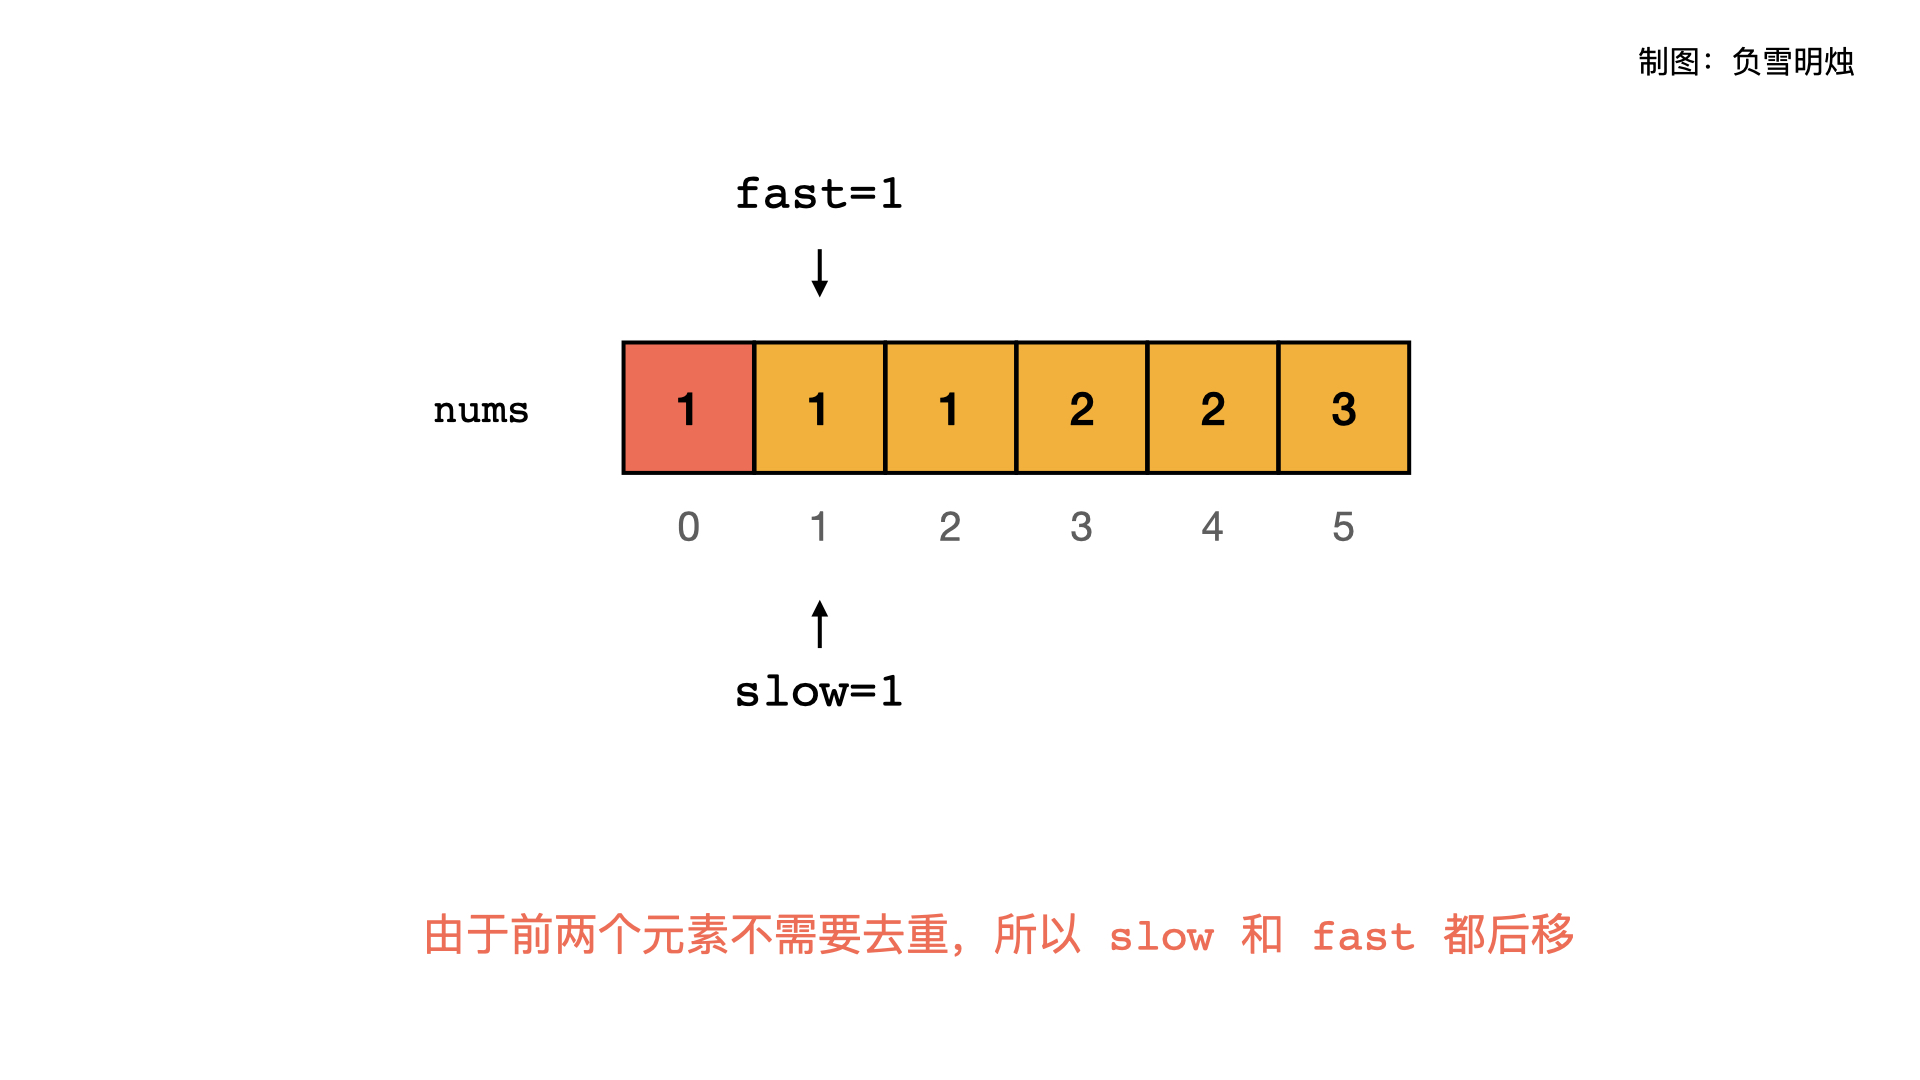 制图：负雪明烛
fast=1
nums 1 1 1 2 2 3
0 1 2 3 4 5
slow=1
由于前两个元素不需要去重，所以 slow 和 fast 都后移